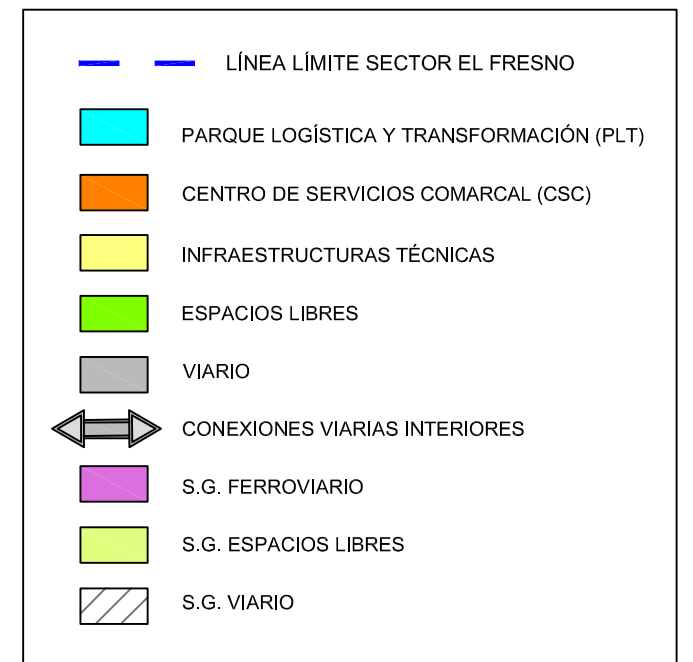 LÍNEA LÍMITE SECTOR EL FRESNO
PARQUE LOGÍSTICA Y TRANSFORMACIÓN (PLT)
CENTRO DE SERVICIOS COMARCAL (CSC)
INFRAESTRUCTURAS TÉCNICAS
ESPACIOS LIBRES
VIARIO
CONEXIONES VIARIAS INTERIORES
S.G. FERROVIARIO
S.G. ESPACIOS LIBRES
S.G. VIARIO